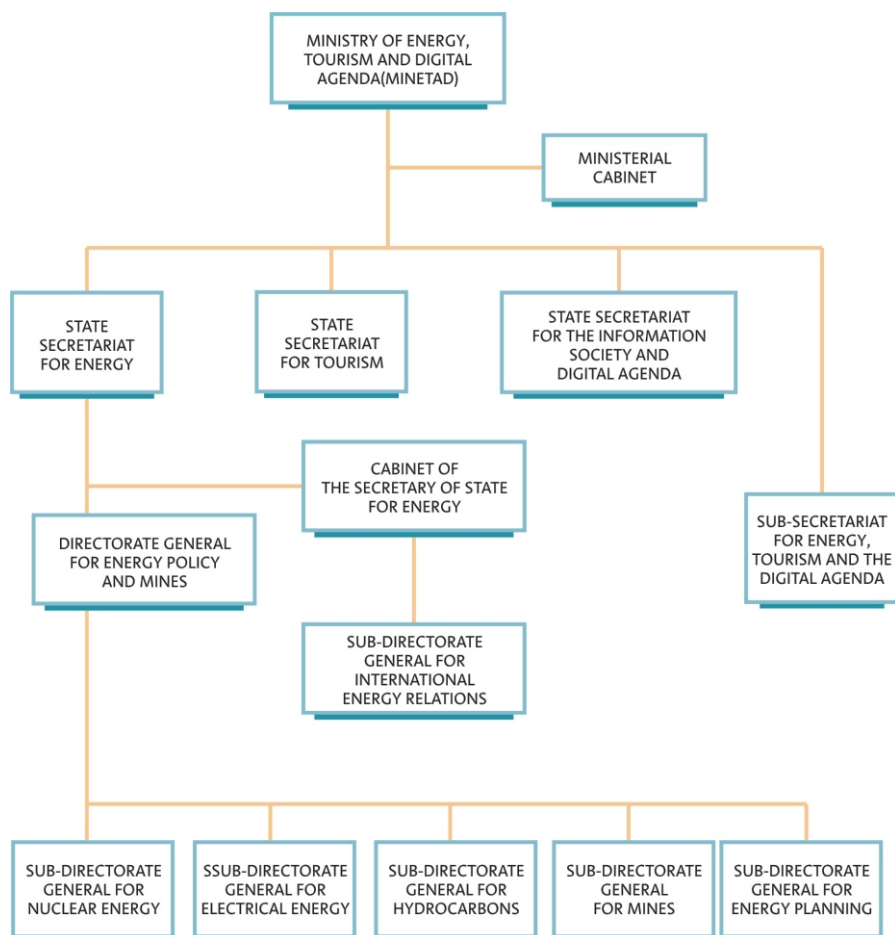 MINISTRY OF ENERGY,
TOURISM AND DIGITAL
AGENDA(MINETAD)
MINISTERIAL
CABINET
STATE
SECRETARIAT
FOR ENERGY
STATE
SECRETARIAT
FOR TOURISM
STATE SECRETARIAT
FOR THE INFORMATION
SOCIETY AND
DIGITAL AGENDA
CABINET OF
THE SECRETARY OF STATE
FOR ENERGY
DIRECTORATE GENERAL
FOR ENERGY POLICY
AND MINES
SUB-SECRETARIAT
FOR ENERGY,
TOURISM AND THE
DIGITAL AGENDA
SUB-DIRECTORATE
GENERAL FOR
INTERNATIONAL
ENERGY RELATIONS
SUB-DIRECTORATE
GENERAL FOR
NUCLEAR ENERGY
SSUB-DIRECTORATE
GENERAL FOR
ELECTRICAL ENERGY
SUB-DIRECTORATE
GENERAL FOR
HYDROCARBONS
SUB-DIRECTORATE
GENERAL
FOR MINES
SUB-DIRECTORATE
GENERAL FOR
ENERGY PLANNING